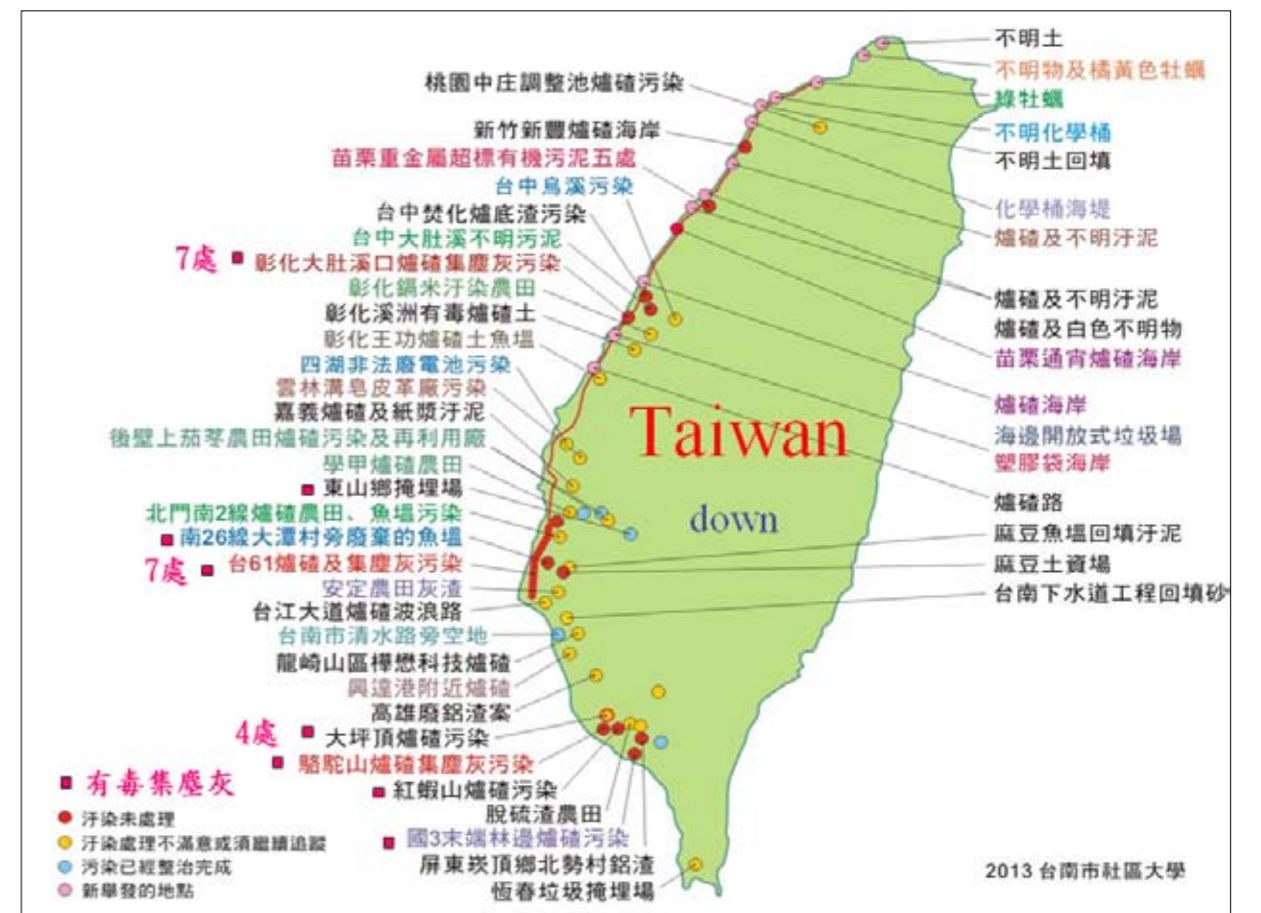 桃園中庄調整池爐碴污染
新竹新豐爐碴海岸
苗栗重金屬超標有機污泥五處
台中烏溪污染
台中焚化爐底渣污染
台中大肚溪不明污泥
7處
彰化大肚溪口爐碴集塵灰污染
彰化鎘米汙染農田
彰化溪洲有毒爐碴土
彰化王功爐碴土魚塭
四湖非法廢電池污染
雲林溝皂皮革廠污染
嘉義爐碴及紙漿汙泥
後壁上茄苳農田爐碴污染及再利用廠
學甲爐碴農田
東山鄉掩埋場
北門南2線爐碴農田、魚塭污染
南26線大潭村旁廢棄的魚塭
7處
台61爐碴及集塵灰污染
安定農田灰渣
台江大道爐碴波浪路
台南市清水路旁空地
龍崎山區樺懋科技爐碴
興達港附近爐碴
高雄廢鋁渣案
4處
大坪頂爐碴污染
駱駝山爐碴集塵灰污染
紅蝦山爐碴污染
脫硫渣農田
國3末端林邊爐碴污染
屏東崁頂鄉北勢村鋁渣
恆春垃圾掩埋場
不明土
不明物及橘黃色牡蠣
綠牡蠣
不明化學桶
不明土回填
化學桶海堤
爐碴及不明汙泥
爐碴及不明汙泥
爐碴及白色不明物
苗栗通宵爐碴海岸
爐碴海岸
海邊開放式垃圾場
塑膠袋海岸
爐碴路
麻豆魚塭回填汙泥
麻豆土資場
台南下水道工程回填砂
Taiwan
down
有毒集塵灰
汙染未處理
汙染處理不滿意或須繼續追蹤
污染已經整治完成
新舉發的地點
2013 台南市社區大學